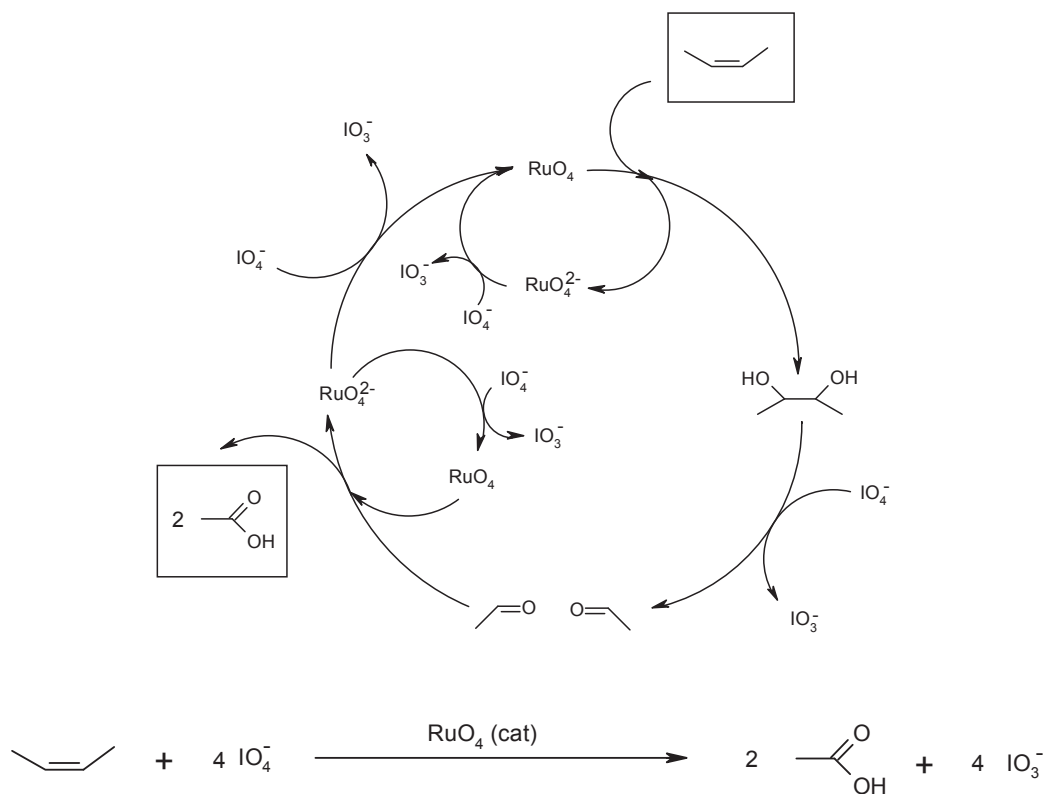 IO₃⁻
RuO₄
IO₄⁻
IO₃⁻
RuO₄²⁻
IO₄⁻
RuO₄²⁻
IO₄⁻
HO
OH
IO₃⁻
RuO₄
IO₄⁻
2
O
OH
O
O
IO₃⁻
RuO₄ (cat)
+ 4 IO₄⁻
2
O
OH
+ 4 IO₃⁻